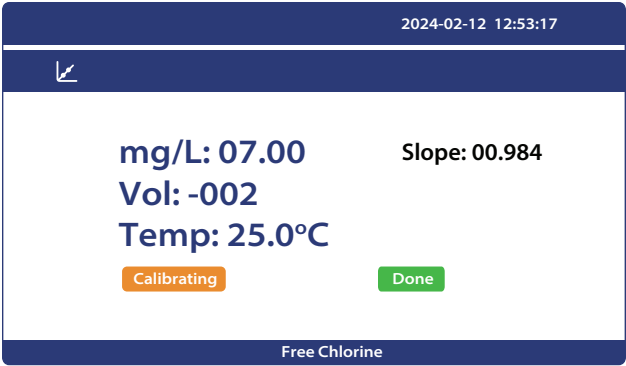 2024-02-12 12:53:17
mg/L: 07.00
Slope: 00.984
Vol: -002
Temp: 25.0°C
Calibrating
Done
Free Chlorine